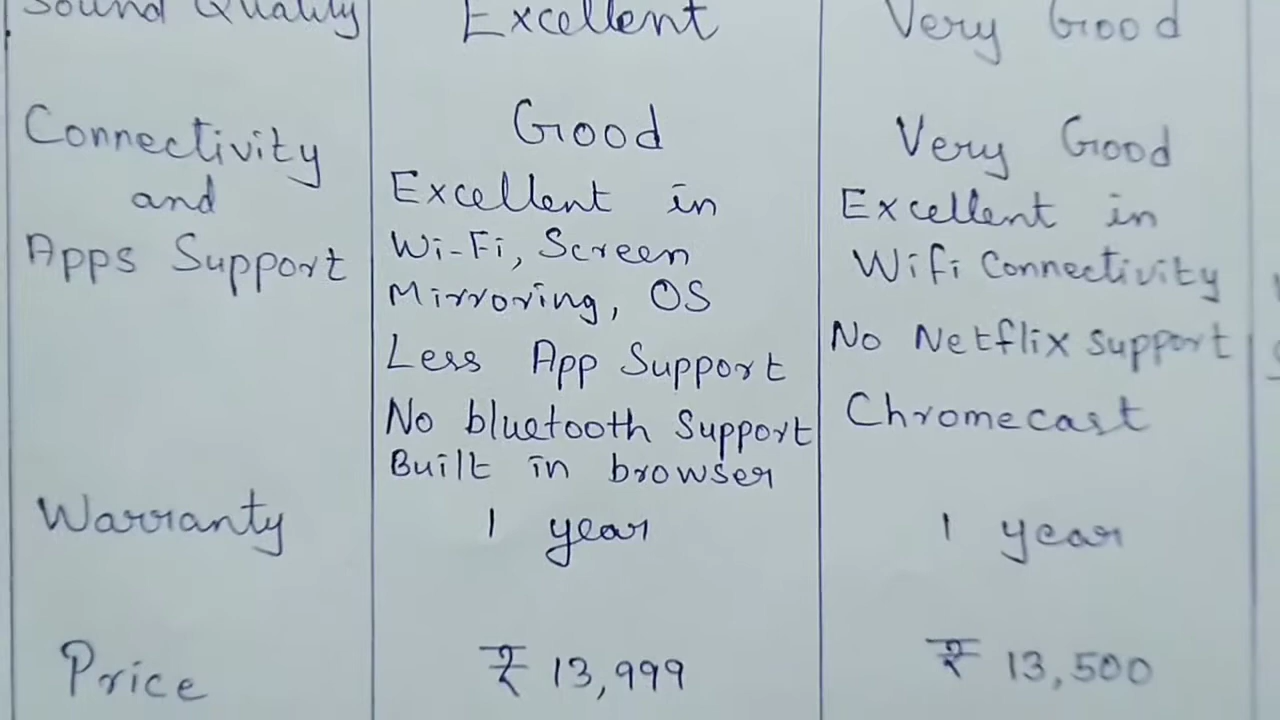 Sound Quality Excellent Very Good
Connectivity
and
Apps Support
Good
Excellent in
Wi-Fi, Screen
Mirroring, OS
Less App Support
No bluetooth Support
Built in browser
Very Good
Excellent in
Wifi Connectivity
No Netflix Support
Chromecast
Warranty 1 year 1 year
Price ₹ 13,999 ₹ 13,500